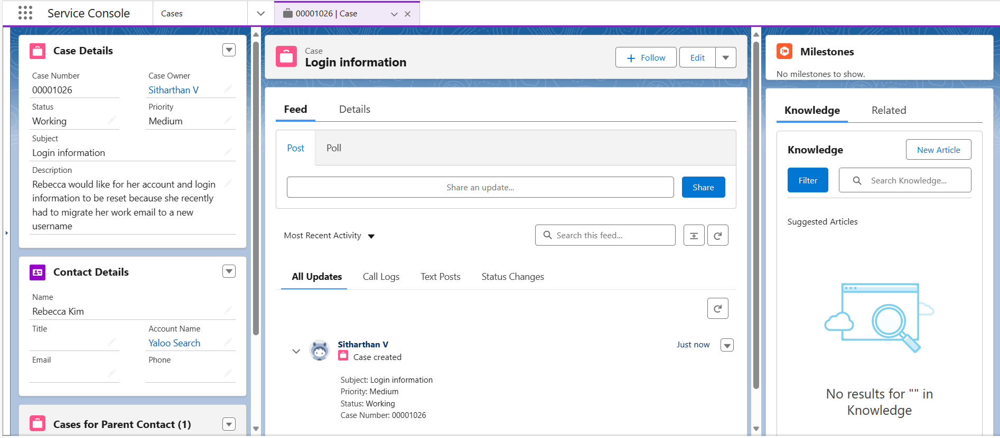 Service Console
Cases
00001026 | Case
Case Details
Case Number
00001026
Case Owner
Sitharthan V
Status
Working
Priority
Medium
Subject
Login information
Description
Rebecca would like for her account and login
information to be reset because she recently
had to migrate her work email to a new
username
Contact Details
Name
Rebecca Kim
Title
Account Name
Yaloo Search
Email
Phone
Cases for Parent Contact (1)
Case
Login information
Follow
Edit
Feed
Details
Post
Poll
Share an update...
Share
Most Recent Activity
Search this feed...
All Updates
Call Logs
Text Posts
Status Changes
Sitharthan V
Just now
Case created
Subject: Login information
Priority: Medium
Status: Working
Case Number: 00001026
Milestones
No milestones to show.
Knowledge
Related
Knowledge
New Article
Filter
Search Knowledge...
Suggested Articles
No results for "" in
Knowledge